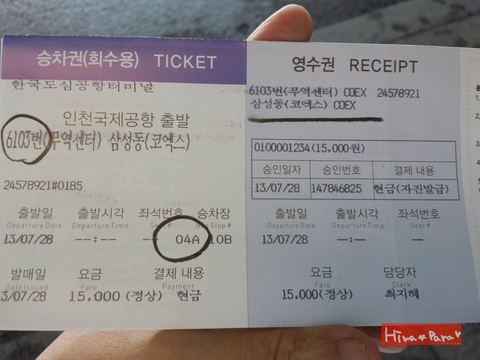 승차권(회수용) TICKET
한국도심공항터미널
인천국제공항 출발
6103번(무역센터) 삼성동(코엑스)
24578921#0185
출발일 출발시각 좌석번호 승차장
Departure Date Departure Time Seat # Bus Stop #
13/07/28 --:-- -- 04A 10B
발매일 요금 결제 내용
Date Issued Fare Payment
13/07/28 15.000(정상) 현금
영수권 RECEIPT
6103번(무역센터) COEX 24578921
삼성동(코엑스) COEX
0100001234(15.000원)
승인일자 승인번호 결제 내용
13/07/28 147846825 현금(자진발급)
출발일 출발시각 좌석번호
Departure Date Departure Time Seat #
13/07/28 --:-- --
요금 담당자
Fare Clerk
15.000(정상) 최지혜
Hira♥Para♥